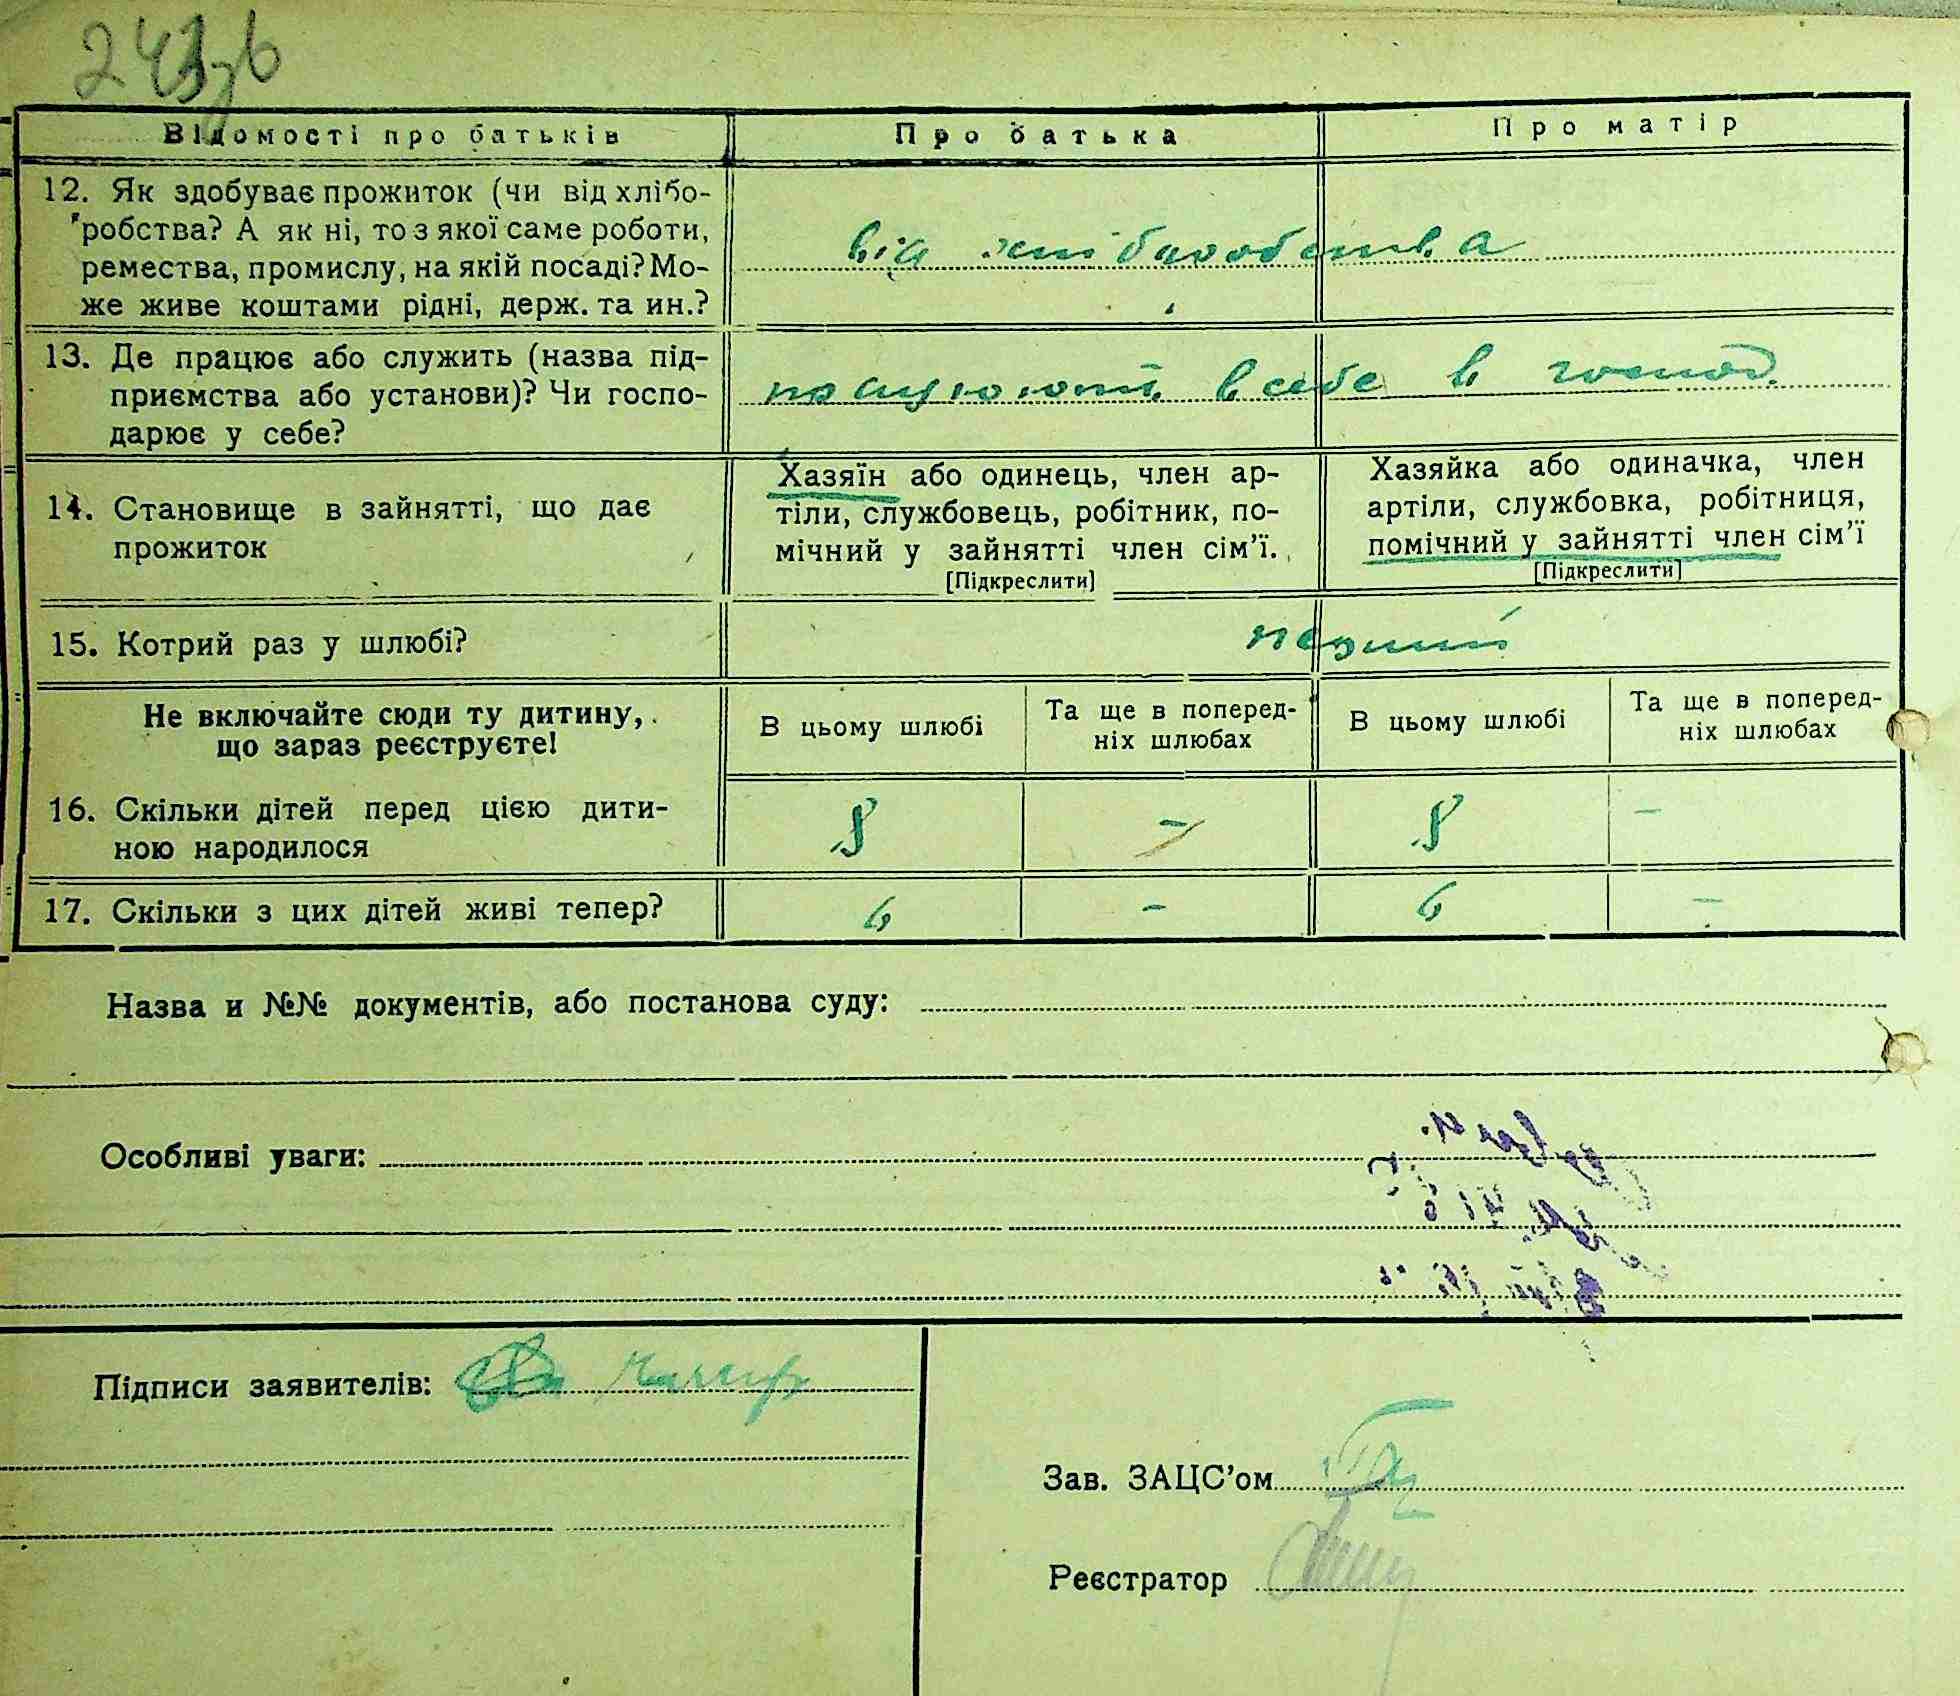 Відомості про батьків Про батька Про матір
12. Як здобуває прожиток (чи від хлібо-
робства? А як ні, то з якої саме роботи,
ремества, промислу, на якій посаді? Мо-
же живе коштами рідні, держ. та ин.?
від хліборобства
13. Де працює або служить (назва під-
приємства або установи)? Чи госпо-
дарює у себе?
працюють в себе в господ.
14. Становище в зайнятті, що дає
прожиток
Хазяїн або одинець, член ар-
тіли, службовець, робітник, по-
мічний у зайнятті член сім'ї.
[Підкреслити]
Хазяйка або одиначка, член
артіли, службовка, робітниця,
помічний у зайнятті член сім'ї
[Підкреслити]
15. Котрий раз у шлюбі?
перший
Не включайте сюди ту дитину,
що зараз реєструєте!
В цьому шлюбі
Та ще в поперед-
ніх шлюбах
В цьому шлюбі
Та ще в поперед-
ніх шлюбах
16. Скільки дітей перед цією дити-
ною народилося
8 - 8 -
17. Скільки з цих дітей живі тепер? 6 - 6 -
Назва и №№ документів, або постанова суду:
Особливі уваги:
Підписи заявителів:
Зав. ЗАЦС'ом
Реєстратор